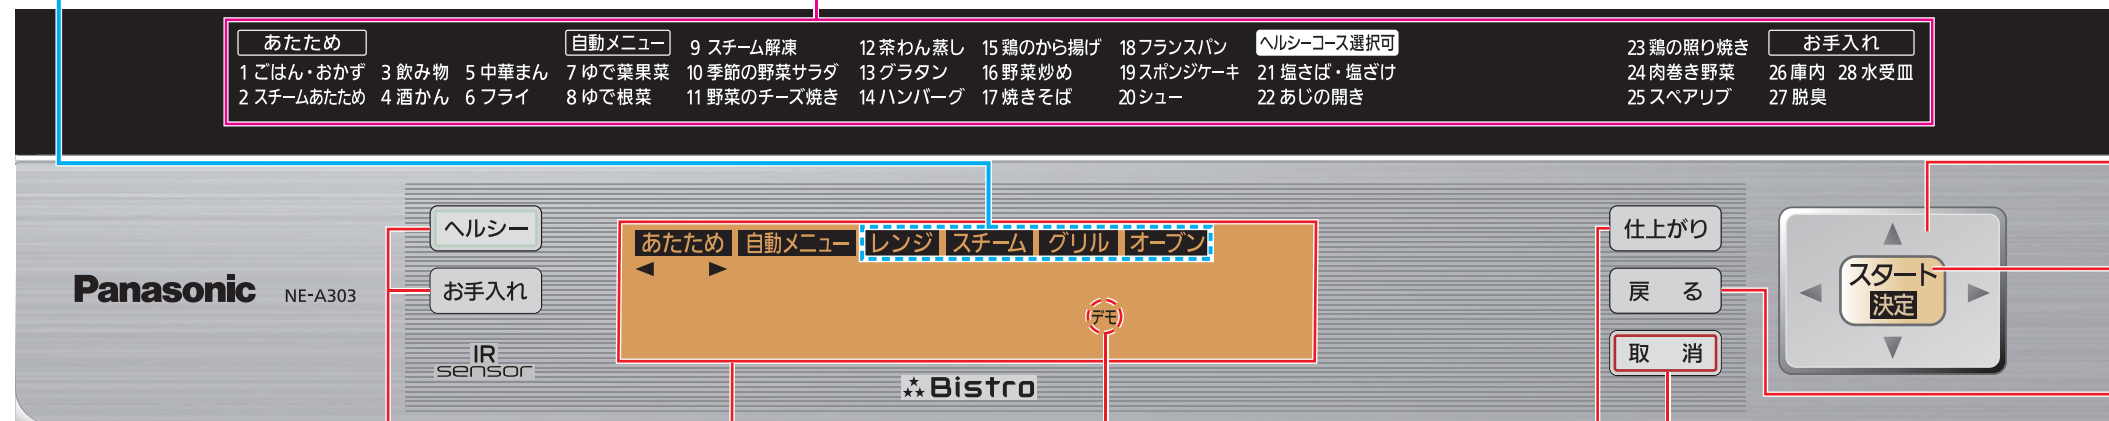 あたため
1 ごはん・おかず 3 飲み物 5 中華まん
2 スチームあたため 4 酒かん 6 フライ
自動メニュー 9 スチーム解凍 12 茶わん蒸し 15 鶏のから揚げ 18 フランスパン
7 ゆで葉果菜 10 季節の野菜サラダ 13 グラタン 16 野菜炒め 19 スポンジケーキ
8 ゆで根菜 11 野菜のチーズ焼き 14 ハンバーグ 17 焼きそば 20 シュー
ヘルシーコース選択可 23 鶏の照り焼き
21 塩さば・塩ざけ 24 肉巻き野菜
22 あじの開き 25 スペアリブ
お手入れ
26 庫内 28 水受皿
27 脱臭
Panasonic NE-A303
ヘルシー
お手入れ
IR
sensor
あたため 自動メニュー レンジ スチーム グリル オーブン
デモ
Bistro
仕上がり
戻る
取消
スタート
決定